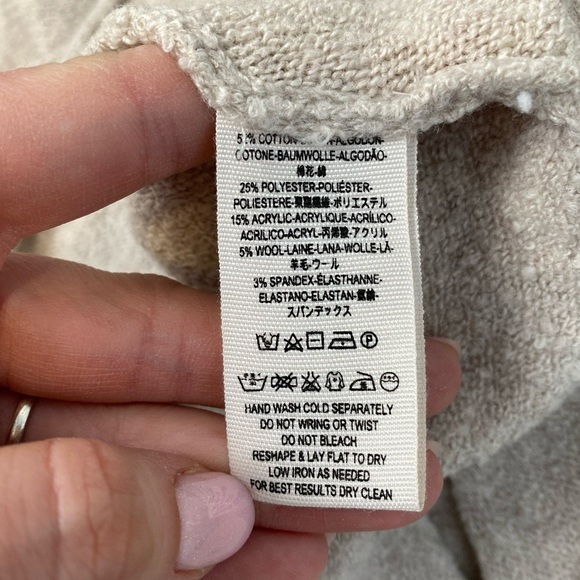 COTTON-
COTONE-BAUMWOLLE-ALGODÃO-
棉花-綿
25% POLYESTER-POLIÉSTER-
POLIESTERE-聚酯纖維-ポリエステル
15% ACRYLIC-ACRYLIQUE-ACRÍLICO-
ACRILICO-ACRYL-丙烯酸-アクリル
5% WOOL-LAINE-LANA-WOLLE-LÃ-
羊毛-ウール
3% SPANDEX-ÉLASTHANNE-
ELASTANO-ELASTAN-
スパンデックス
P
HAND WASH COLD SEPARATELY
DO NOT WRING OR TWIST
DO NOT BLEACH
RESHAPE & LAY FLAT TO DRY
LOW IRON AS NEEDED
FOR BEST RESULTS DRY CLEAN